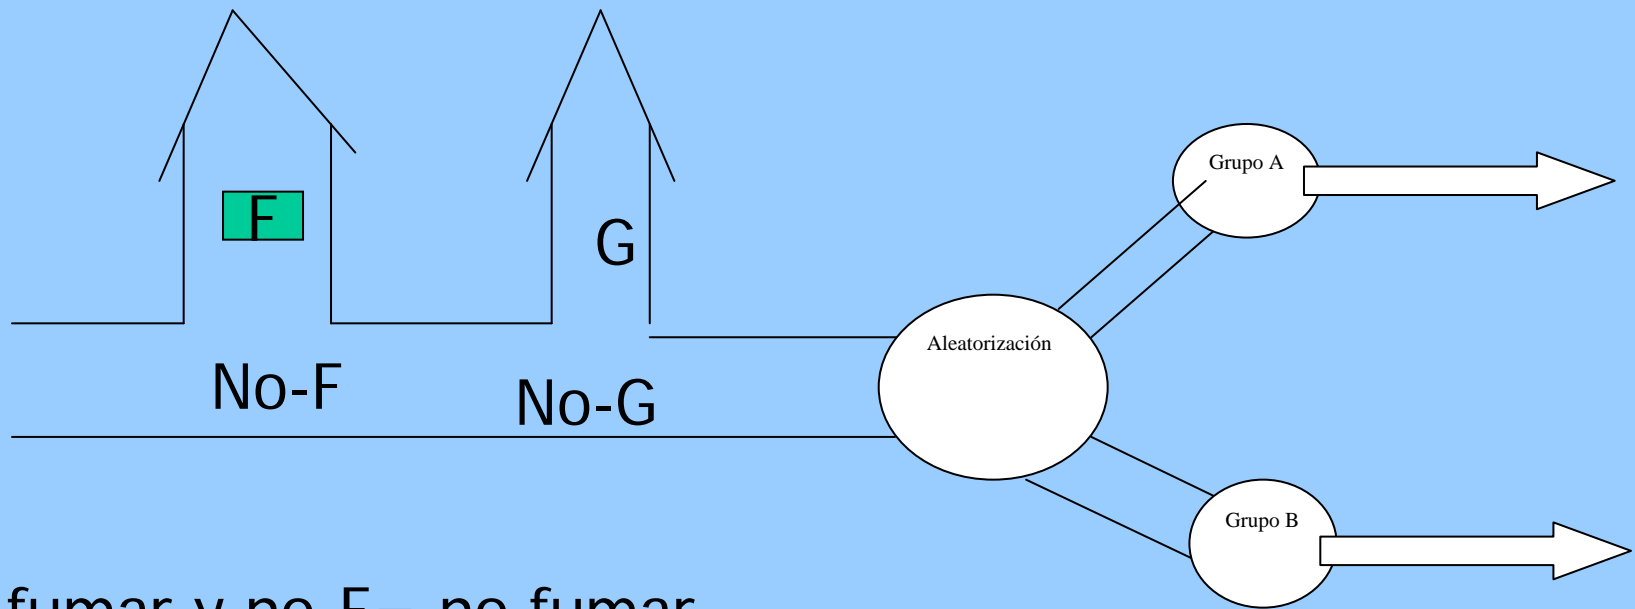 F
G
No-F
No-G
Aleatorización
Grupo A
Grupo B
fumar y no F= no fumar